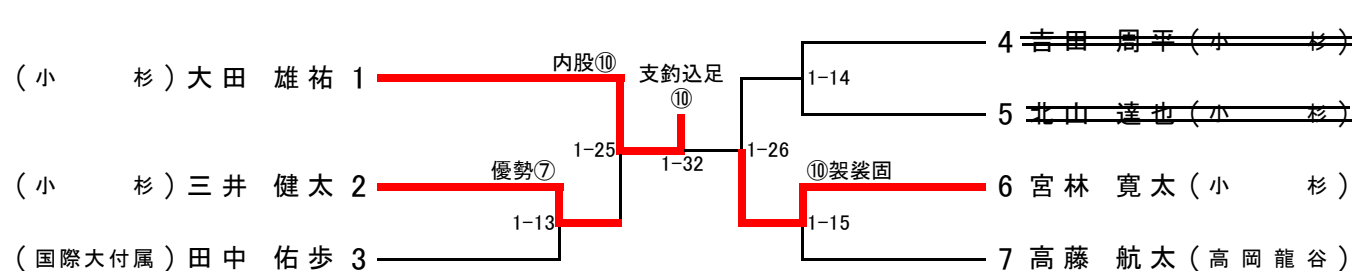 4 吉田 周平(小 杉)
(小 杉)大田 雄祐 1
内股⑩
支釣込足
⑩
1-14
5 北山 達也(小 杉)
1-25
1-32
1-26
(小 杉)三井 健太 2
優勢⑦
⑩袈裟固
6 宮林 寛太(小 杉)
1-13
1-15
(国際大付属)田中 佑歩 3
7 高藤 航太(高岡龍谷)